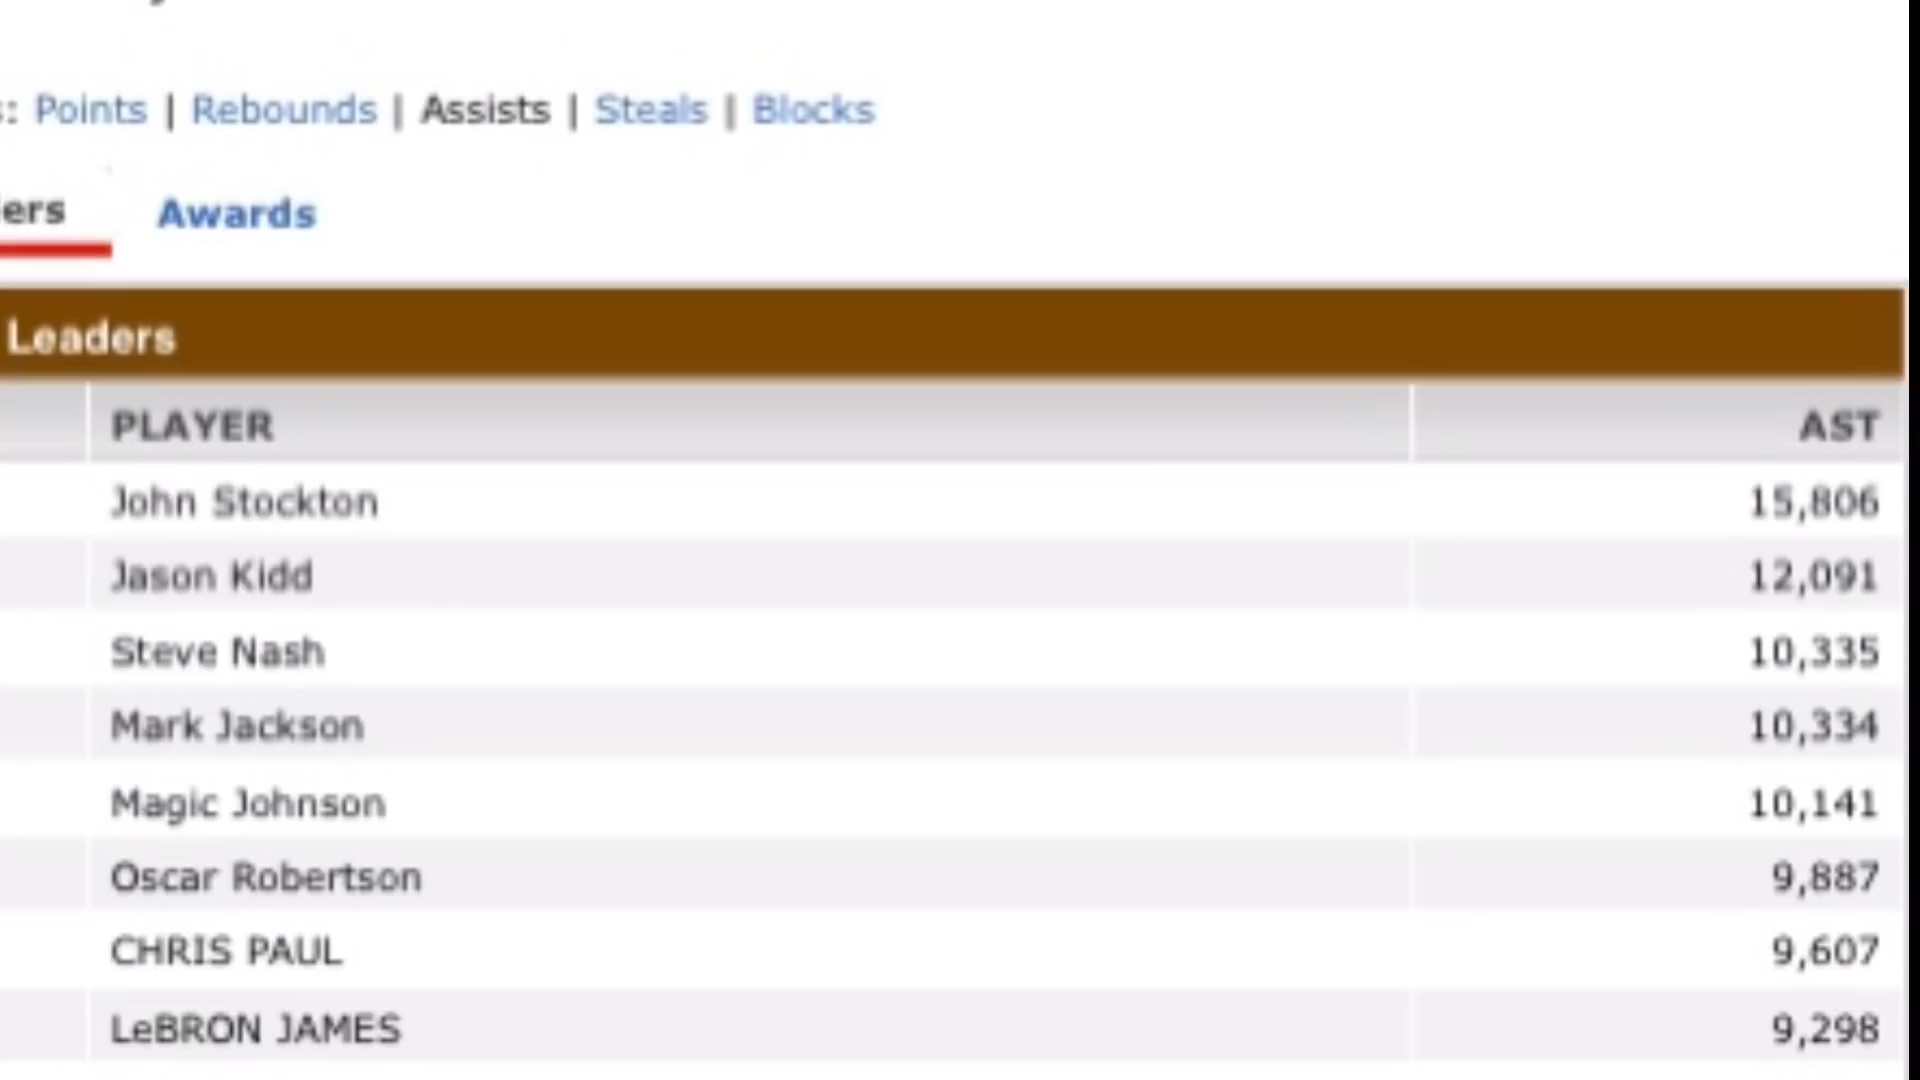 s: Points | Rebounds | Assists | Steals | Blocks
ers Awards
Leaders
PLAYER AST
John Stockton 15,806
Jason Kidd 12,091
Steve Nash 10,335
Mark Jackson 10,334
Magic Johnson 10,141
Oscar Robertson 9,887
CHRIS PAUL 9,607
LeBRON JAMES 9,298